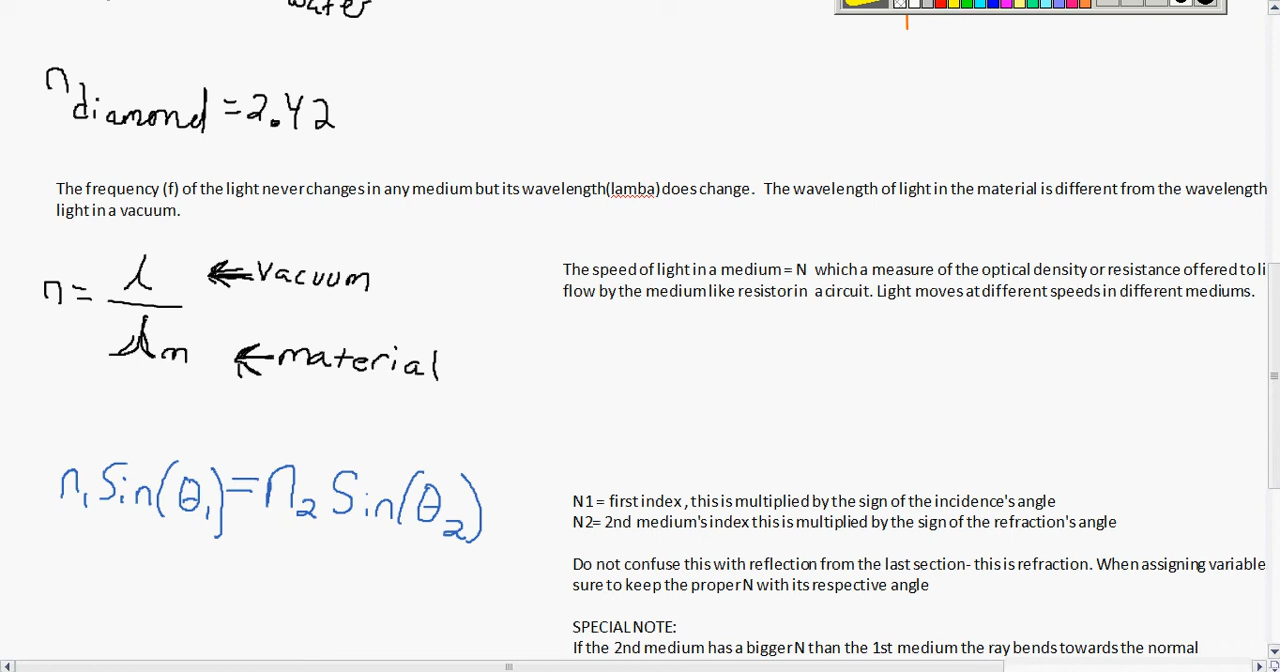 water
n diamond = 2.42
The frequency (f) of the light never changes in any medium but its wavelength(lamba) does change. The wavelength of light in the material is different from the wavelength
light in a vacuum.
n = λ ← Vacuum
λm ← material
The speed of light in a medium = N which a measure of the optical density or resistance offered to li
flow by the medium like resistor in a circuit. Light moves at different speeds in different mediums.
n₁ Sin(θ₁) = n₂ Sin(θ₂)
N1 = first index, this is multiplied by the sign of the incidence's angle
N2= 2nd medium's index this is multiplied by the sign of the refraction's angle
Do not confuse this with reflection from the last section- this is refraction. When assigning variable
sure to keep the proper N with its respective angle
SPECIAL NOTE:
If the 2nd medium has a bigger N than the 1st medium the ray bends towards the normal